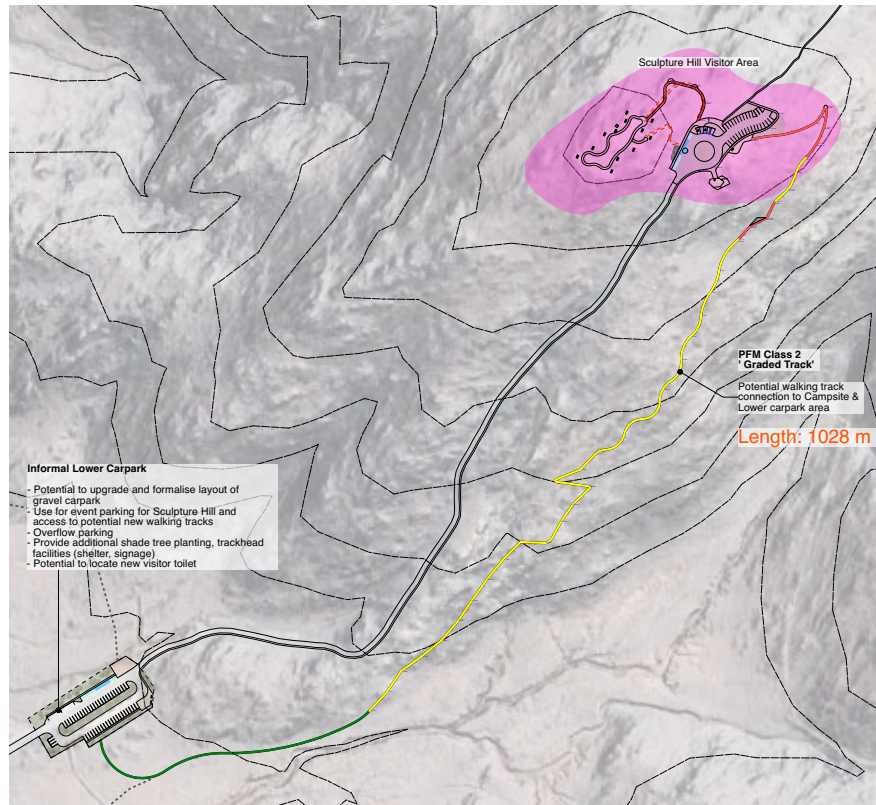 Sculpture Hill Visitor Area
PFM Class 2
' Graded Track'
Potential walking track
connection to Campsite &
Lower carpark area
Length: 1028 m
Informal Lower Carpark
- Potential to upgrade and formalise layout of
gravel carpark
- Use for event parking for Sculpture Hill and
access to potential new walking tracks
- Overflow parking
- Provide additional shade tree planting, trackhead
facilities (shelter, signage)
- Potential to locate new visitor toilet